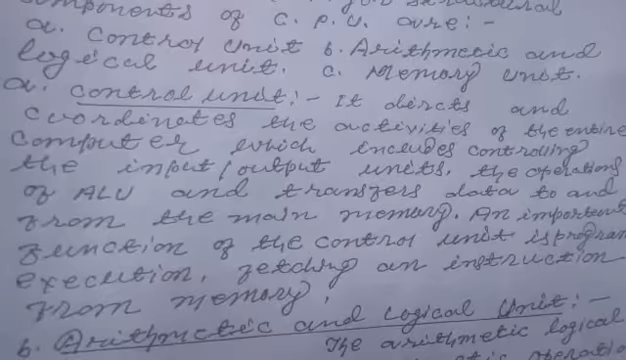 components of C.P.U. are:-
a. Control Unit b. Arithmetic and
logical unit. c. Memory unit.
a. Control unit:- It directs and
coordinates the activities of the entire
computer which includes controlling
the input/output units, the operations
of ALU and transfers data to and
from the main memory. An important
function of the control unit is program
execution, fetching an instruction
from memory.
b. Arithmetic and Logical Unit:-
The arithmetic logical